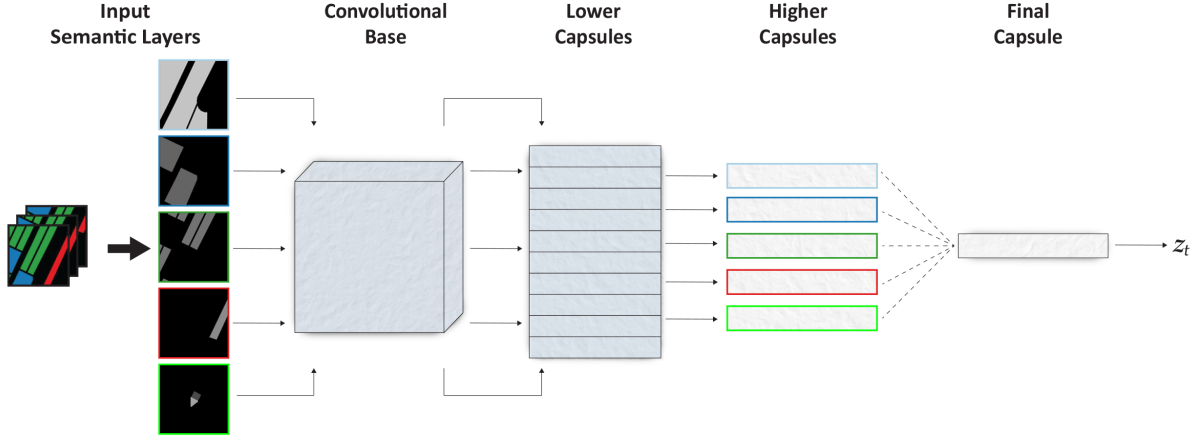 Input
Semantic Layers
Convolutional
Base
Lower
Capsules
Higher
Capsules
Final
Capsule
z_t